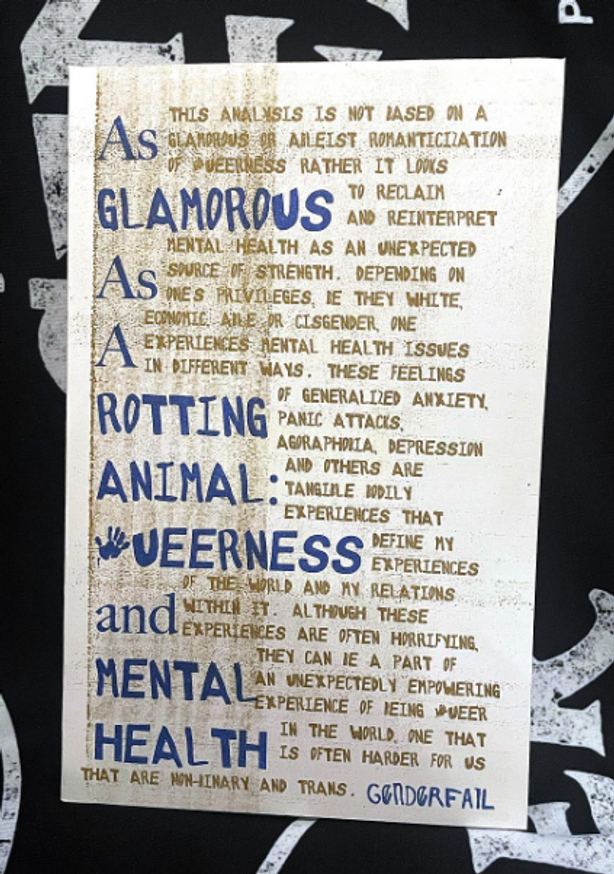 As
GLAMOROUS
As
A
ROTTING
ANIMAL:
QUEERNESS
and
MENTAL
HEALTH
THIS ANALYSIS IS NOT BASED ON A
GLAMOROUS OR ABLEIST ROMANTICIZATION
OF QUEERNESS RATHER IT LOOKS
TO RECLAIM
AND REINTERPRET
MENTAL HEALTH AS AN UNEXPECTED
SOURCE OF STRENGTH. DEPENDING ON
ONE'S PRIVILEGES, BE THEY WHITE,
ECONOMIC, ABLE OR CISGENDER, ONE
EXPERIENCES MENTAL HEALTH ISSUES
IN DIFFERENT WAYS. THESE FEELINGS
OF GENERALIZED ANXIETY,
PANIC ATTACKS,
AGORAPHOBIA, DEPRESSION
AND OTHERS ARE
TANGIBLE BODILY
EXPERIENCES THAT
DEFINE MY
EXPERIENCES
OF THE WORLD AND MY RELATIONS
WITHIN IT. ALTHOUGH THESE
EXPERIENCES ARE OFTEN HORRIFYING,
THEY CAN BE A PART OF
AN UNEXPECTEDLY EMPOWERING
EXPERIENCE OF BEING QUEER
IN THE WORLD, ONE THAT
IS OFTEN HARDER FOR US
THAT ARE NON-BINARY AND TRANS.
GENDERFAIL